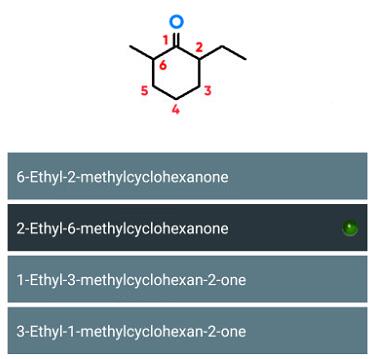 O
1
2
6
5
3
4
6-Ethyl-2-methylcyclohexanone
2-Ethyl-6-methylcyclohexanone
1-Ethyl-3-methylcyclohexan-2-one
3-Ethyl-1-methylcyclohexan-2-one